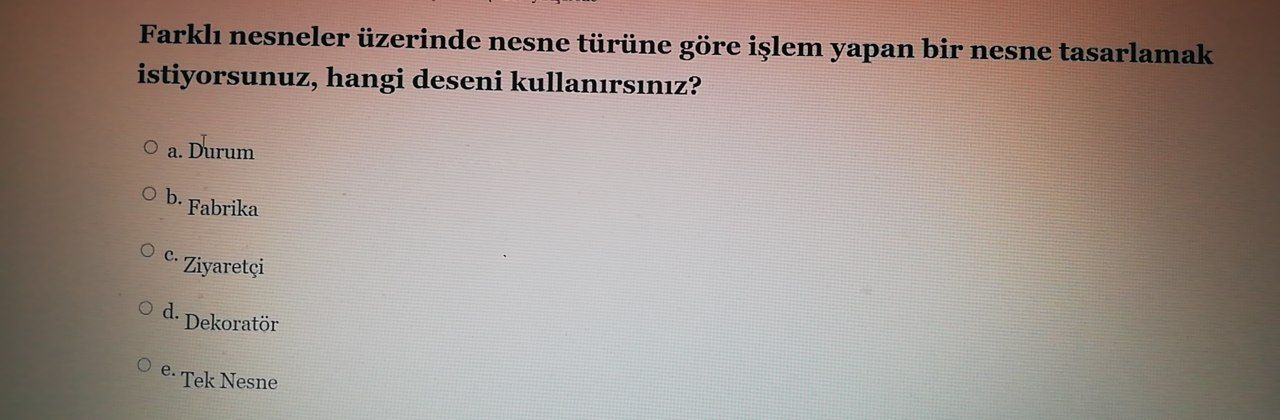 Farklı nesneler üzerinde nesne türüne göre işlem yapan bir nesne tasarlamak
istiyorsunuz, hangi deseni kullanırsınız?
a. Durum
b. Fabrika
c. Ziyaretçi
d. Dekoratör
e. Tek Nesne